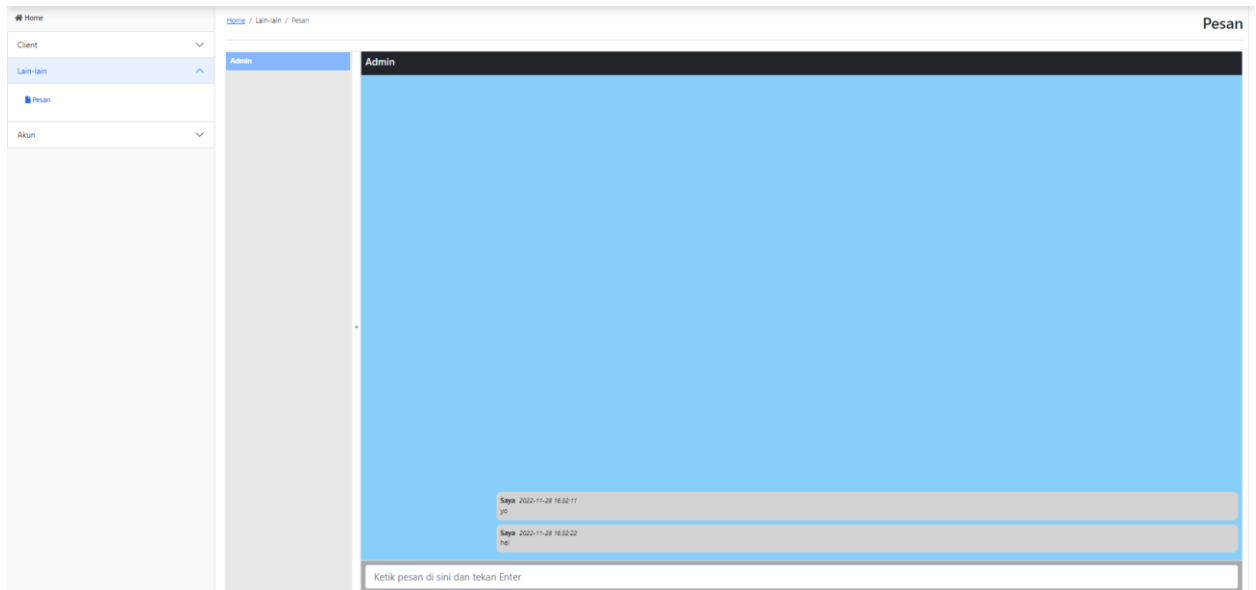 Home
Client
Lain-lain
Pesan
Akun
Home / Lain-lain / Pesan
Pesan
Admin
Admin
Saya 2022-11-28 16:32:11
yo
Saya 2022-11-28 16:32:22
hei
Ketik pesan di sini dan tekan Enter